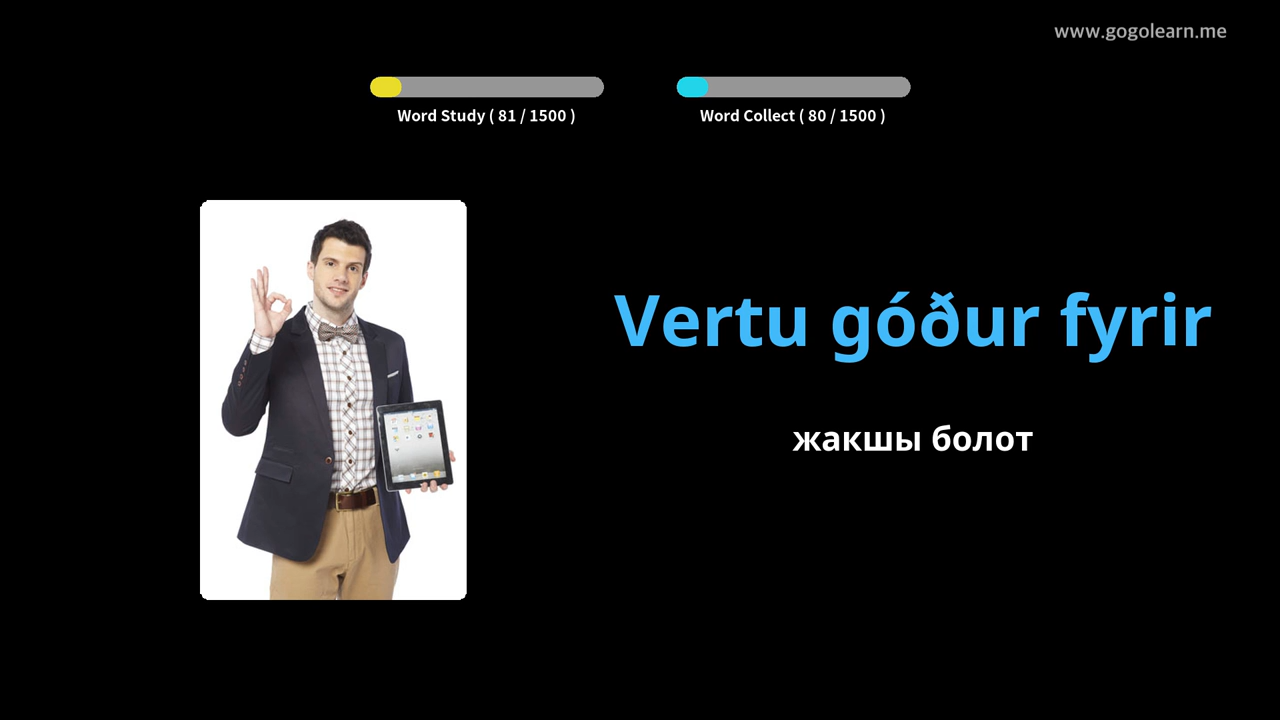 www.gogolearn.me
Word Study ( 81 / 1500 )
Word Collect ( 80 / 1500 )
Vertu góður fyrir
жакшы болот